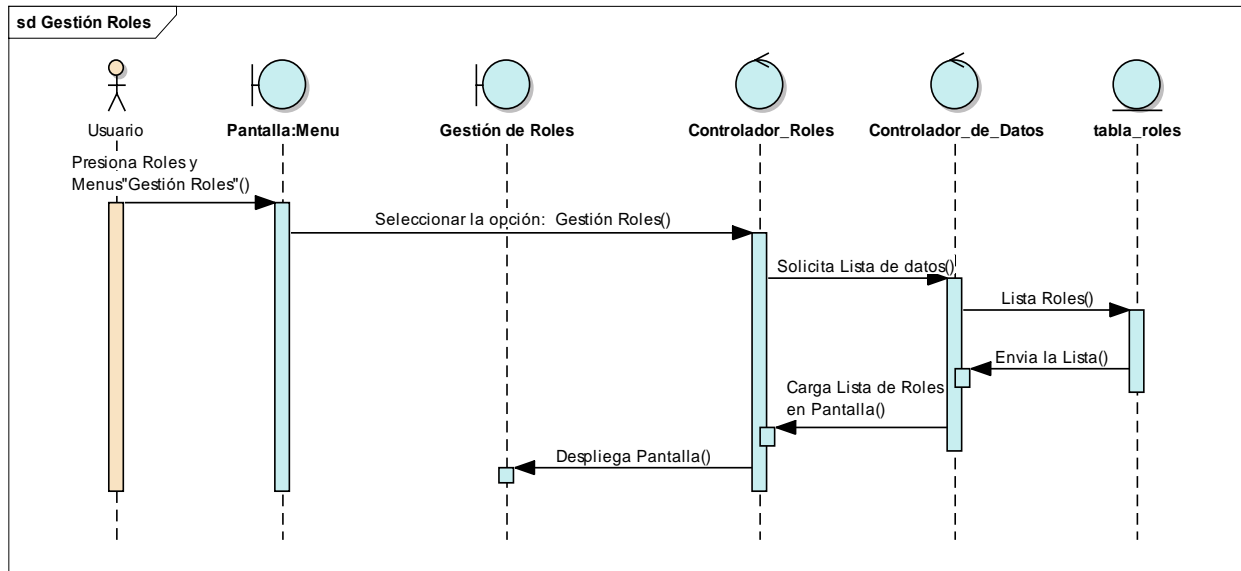 sd Gestión Roles
Usuario
Pantalla:Menu
Gestión de Roles
Controlador_Roles
Controlador_de_Datos
tabla_roles
Presiona Roles y
Menus"Gestión Roles"()
Seleccionar la opción:  Gestión Roles()
Solicita Lista de datos()
Lista Roles()
Envia la Lista()
Carga Lista de Roles
en Pantalla()
Despliega Pantalla()